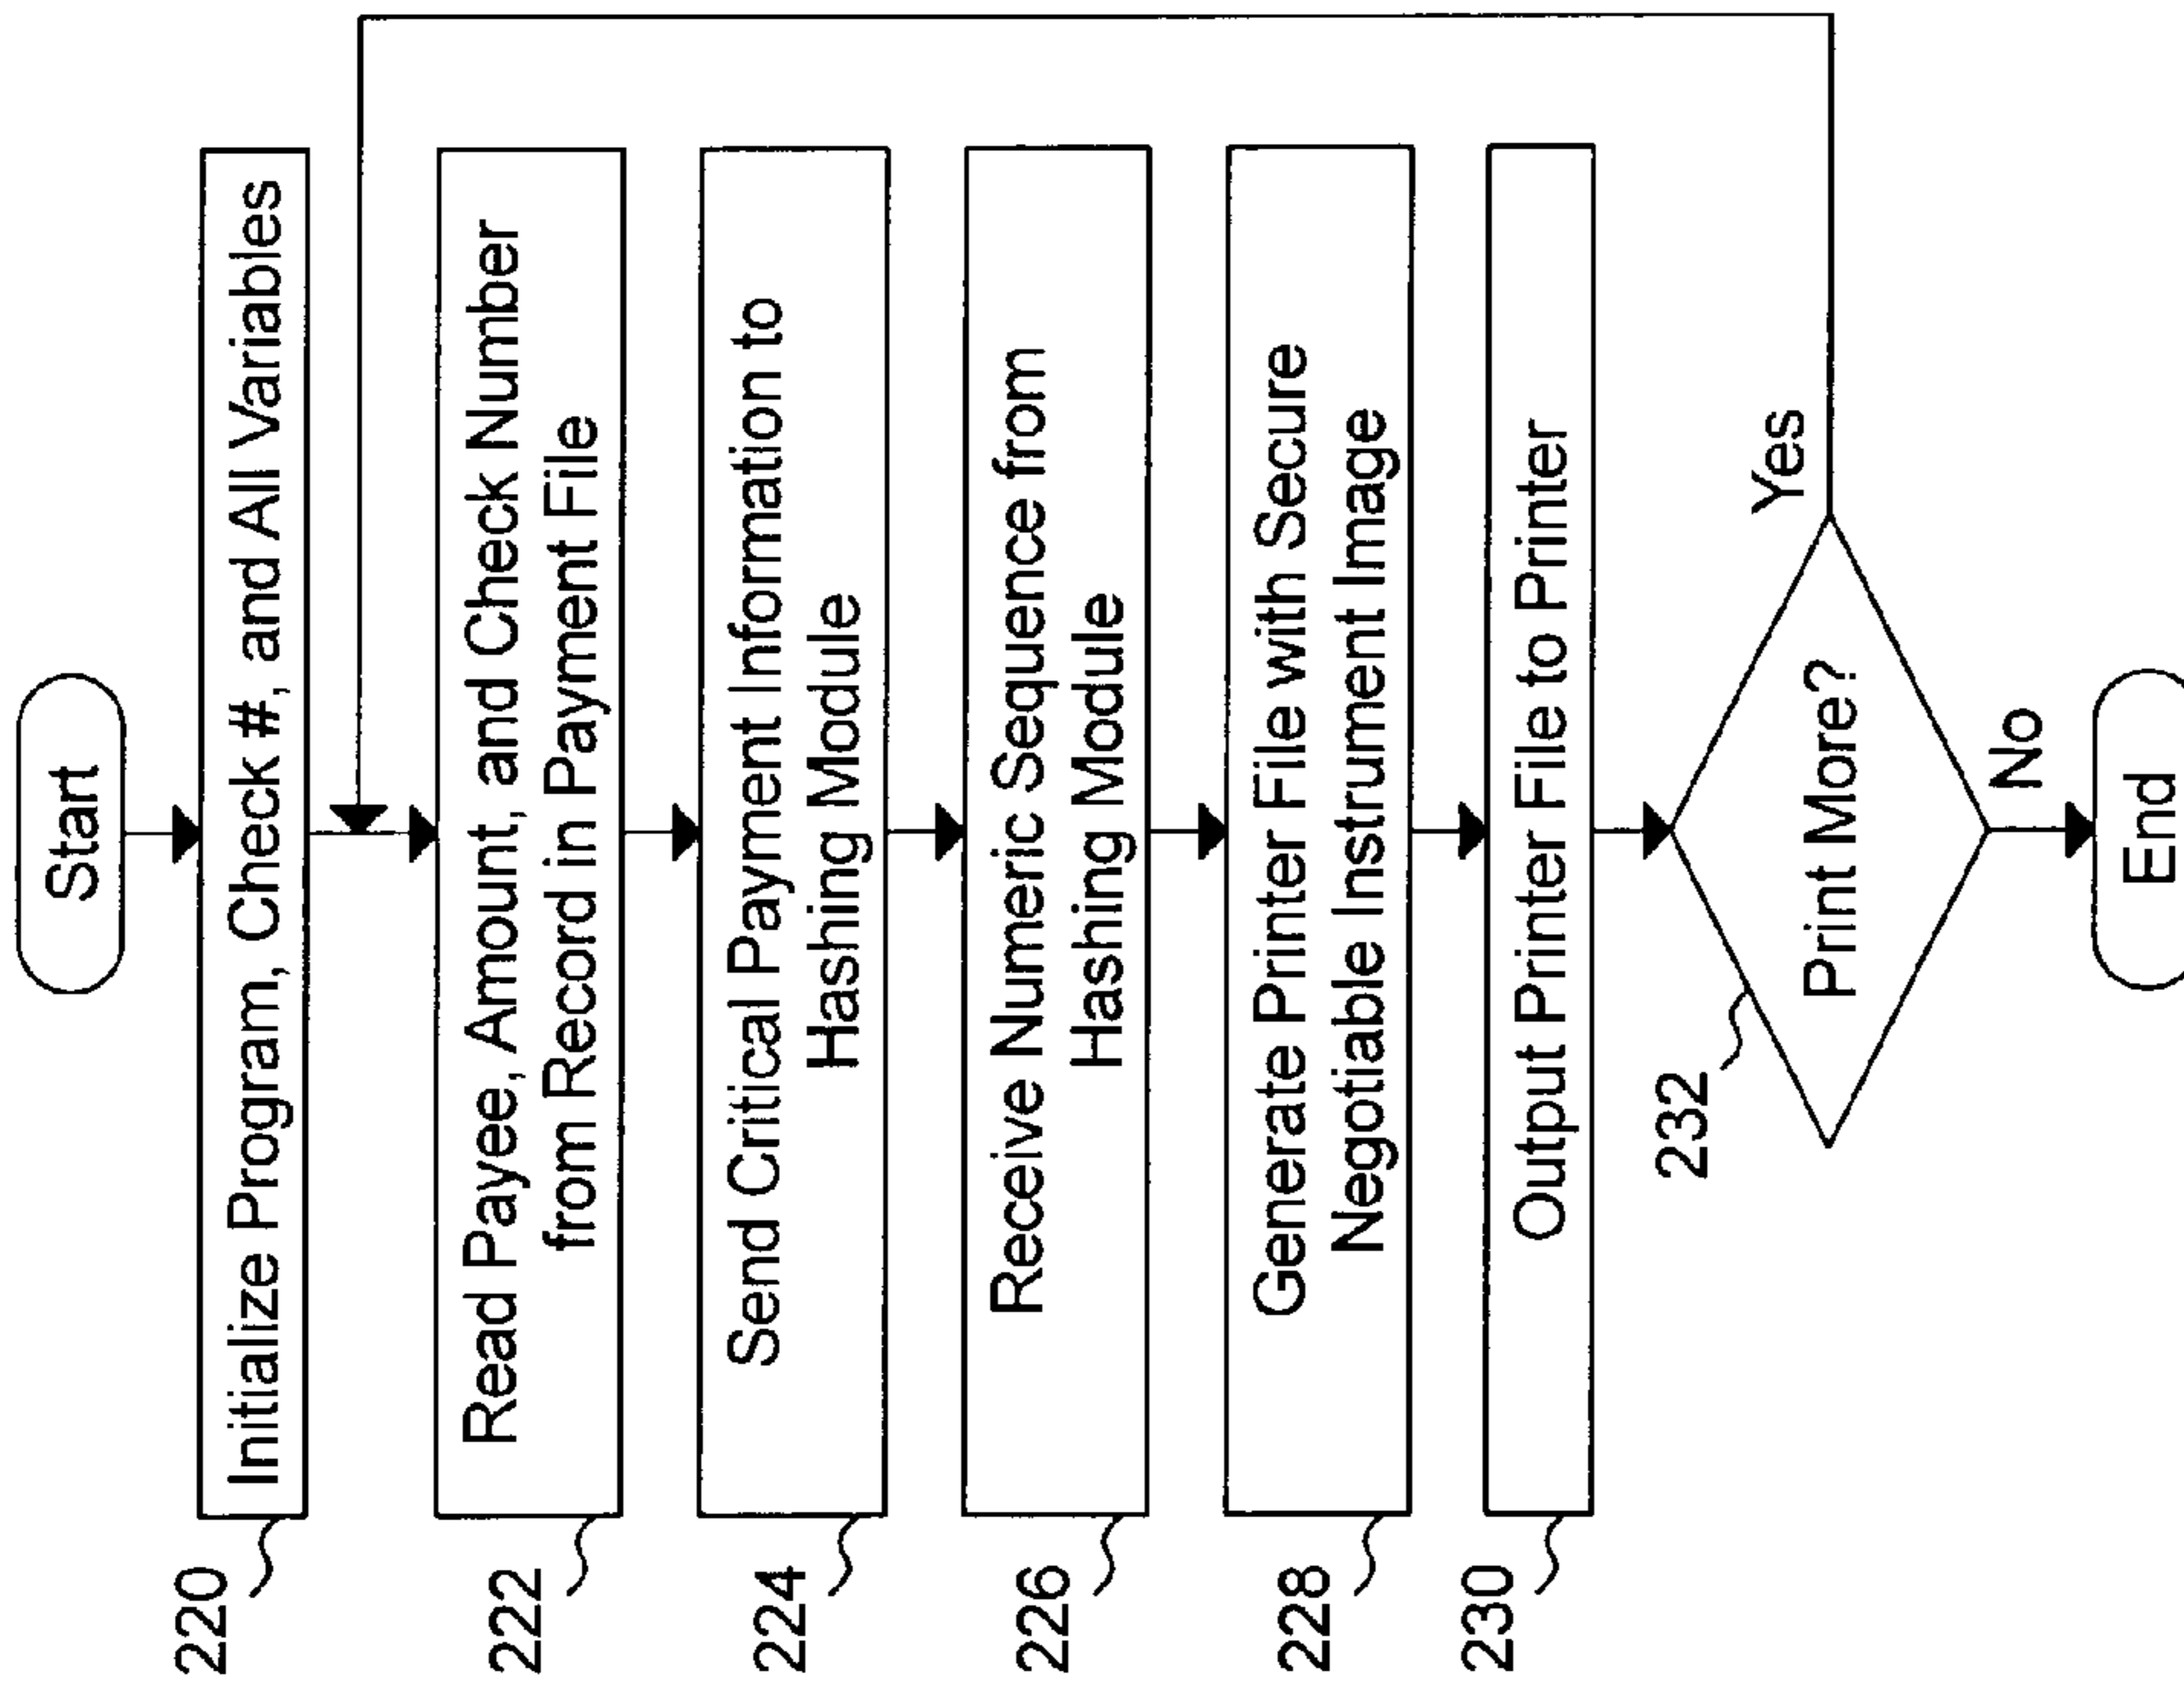 Start
220
Initialize Program, Check #, and All Variables
222
Read Payee, Amount, and Check Number
from Record in Payment File
224
Send Critical Payment Information to
Hashing Module
226
Receive Numeric Sequence from
Hashing Module
228
Generate Printer File with Secure
Negotiable Instrument Image
230
Output Printer File to Printer
232
Print More?
Yes
No
End